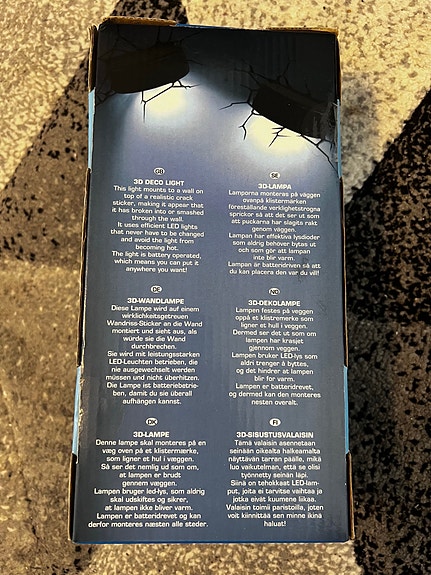 GB
3D DECO LIGHT
This light mounts to a wall on
top of a realistic crack
sticker, making it appear that
it has broken into or smashed
through the wall.
It uses efficient LED lights
that never have to be changed
and avoid the light from
becoming hot.
The light is battery operated,
which means you can put it
anywhere you want!
SE
3D-LAMPA
Lamporna monteras på väggen
ovanpå klistermärken
föreställande verklighetstrogna
sprickor så att det ser ut som
att puckarna har slagits rakt
genom väggen.
Lampan har effektiva lysdioder
som aldrig behover bytas ut
och som gör att lampan
inte blir varm.
Lampan är batteridriven så att
du kan placera den var du vill!
DE
3D-WANDLAMPE
Diese Lampe wird auf einem
wirklichkeitsgetreuen
Wandriss-Sticker an die Wand
montiert und sieht aus, als
würde sie die Wand
durchbrechen.
Sie wird mit leistungsstarken
LED-Leuchten betrieben, die
nie ausgewechselt werden
müssen und nicht überhitzen.
Die Lampe ist batteriebetrie-
ben, damit du sie überall
aufhängen kannst.
NO
3D-DEKOLAMPE
Lampen festes på veggen
oppå et klistremerke som
ligner et hull i veggen.
Dermed ser det ut som om
lampen har krasjet
gjennom veggen.
Lampen bruker LED-lys som
aldri trenger å byttes,
og det hindrer at lampen
blir for varm.
Lampen er batteridrevet,
og dermed kan den monteres
nesten overalt.
DK
3D-LAMPE
Denne lampe skal monteres på en
væg oven på et klistermærke,
som ligner et hul i væggen.
Så ser det nemlig ud som om,
at lampen er brudt
gennem væggen.
Lampen bruger led-lys, som aldrig
skal udskiftes og sikrer,
at lampen ikke bliver varm.
Lampen er batteridrevet og kan
derfor monteres næsten alle steder.
FI
3D-SISUSTUSVALAISIN
Tämä valaisin asennetaan
seinään oikealta halkeamalta
näyttävän tarran päälle, mikä
luo vaikutelman, että se olisi
työnnetty seinän läpi.
Siinä on tehokkaat LED-lam-
put, joita ei tarvitse vaihtaa ja
jotka eivät kuumene liikaa.
Valaisin toimii paristoilla, joten
voit kiinnittää sen minne ikinä
haluat!